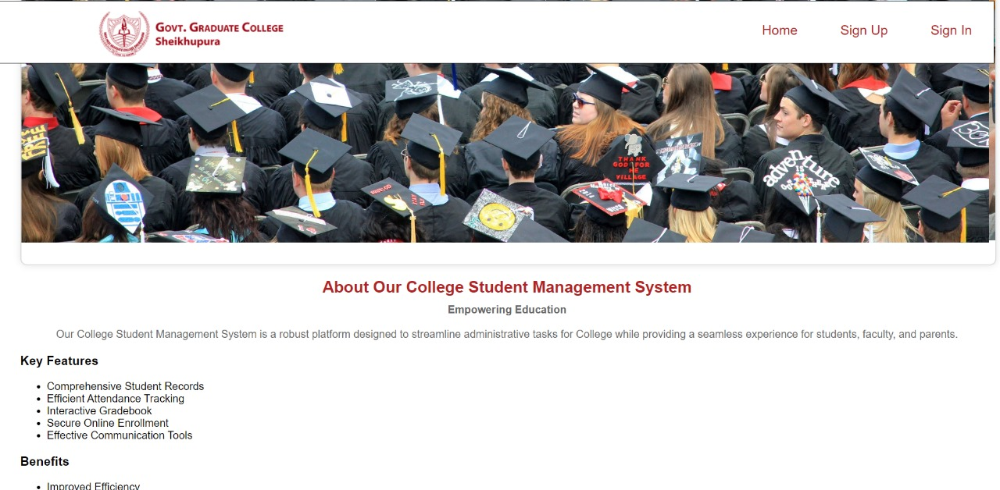 GOVT. GRADUATE COLLEGE
Sheikhupura
Home
Sign Up
Sign In
THANK
GOD FOR
HE
VILLAGE
adventure
IS
About Our College Student Management System
Empowering Education
Our College Student Management System is a robust platform designed to streamline administrative tasks for College while providing a seamless experience for students, faculty, and parents.
Key Features
• Comprehensive Student Records
• Efficient Attendance Tracking
• Interactive Gradebook
• Secure Online Enrollment
• Effective Communication Tools
Benefits
• Improved Efficiency